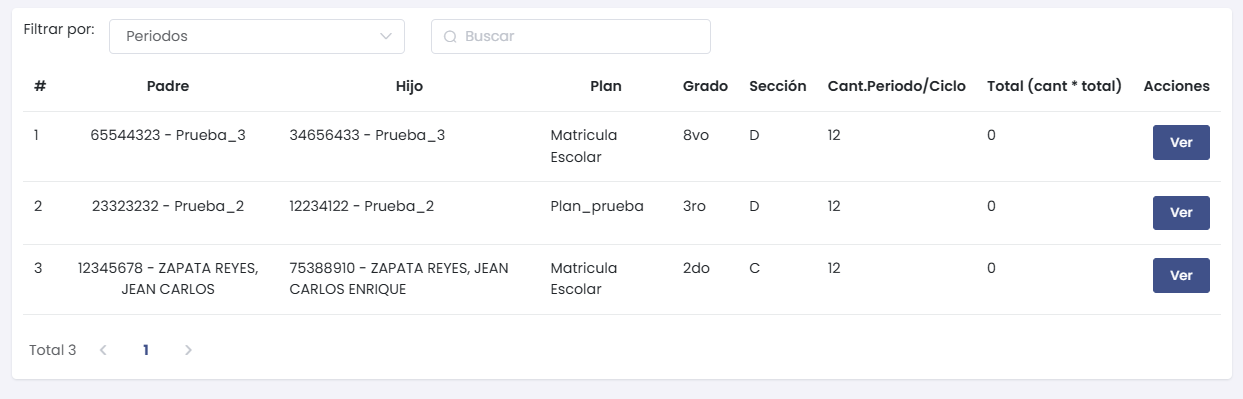 Filtrar por: Periodos Buscar
# Padre Hijo Plan Grado Sección Cant.Periodo/Ciclo Total (cant * total) Acciones
1 65544323 - Prueba_3 34656433 - Prueba_3 Matricula 8vo D 12 0 Ver
Escolar
2 23323232 - Prueba_2 12234122 - Prueba_2 Plan_prueba 3ro D 12 0 Ver
3 12345678 - ZAPATA REYES, 75388910 - ZAPATA REYES, JEAN Matricula 2do C 12 0 Ver
JEAN CARLOS CARLOS ENRIQUE Escolar
Total 3 1